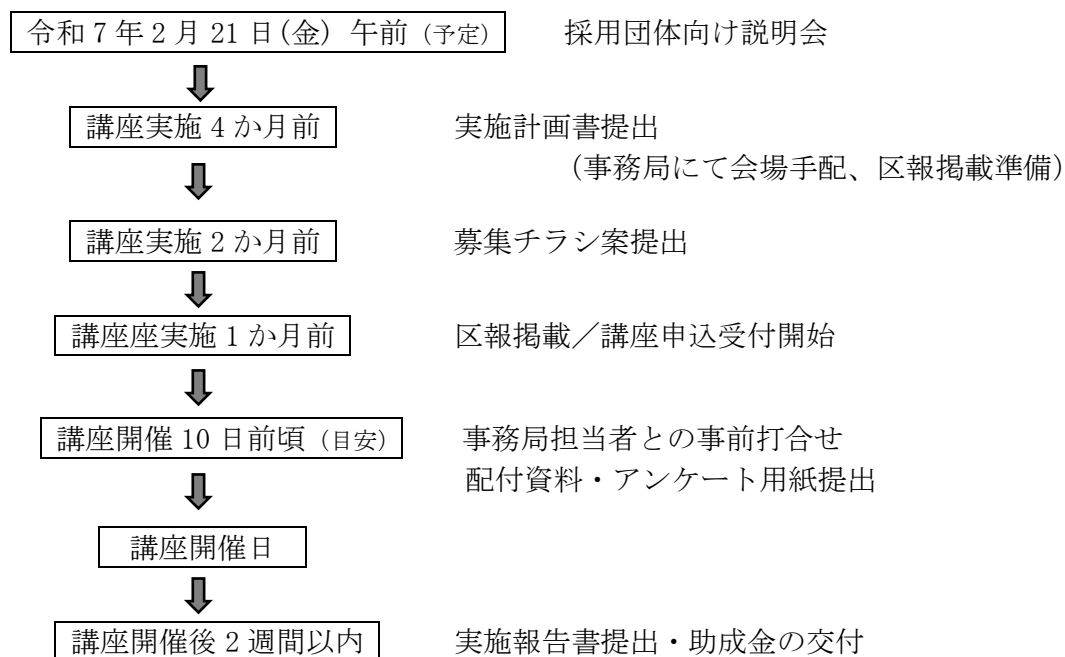 令和7年2月21日(金) 午前(予定) 採用団体向け説明会
講座実施4か月前 実施計画書提出
(事務局にて会場手配、区報掲載準備)
講座実施2か月前 募集チラシ案提出
講座座実施1か月前 区報掲載/講座申込受付開始
講座開催10日前頃(目安) 事務局担当者との事前打合せ
配付資料・アンケート用紙提出
講座開催日
講座開催後2週間以内 実施報告書提出・助成金の交付